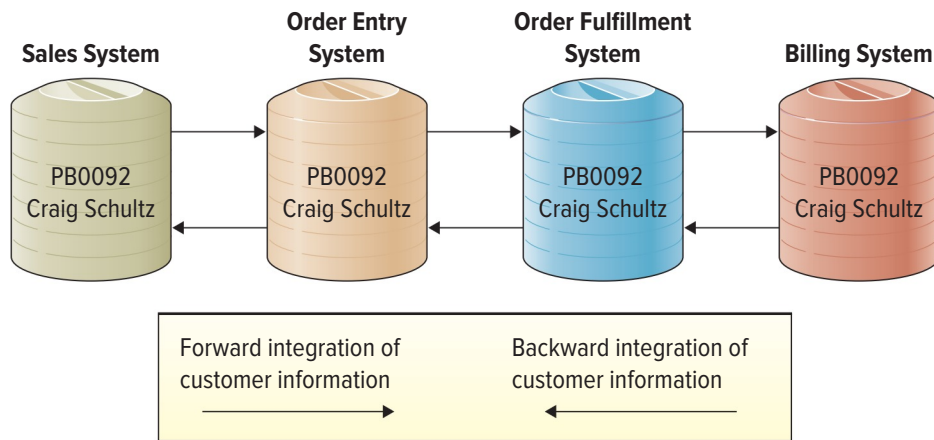 Sales System
Order Entry
System
Order Fulfillment
System
Billing System
PB0092
Craig Schultz
PB0092
Craig Schultz
PB0092
Craig Schultz
PB0092
Craig Schultz
Forward integration of
customer information
Backward integration of
customer information